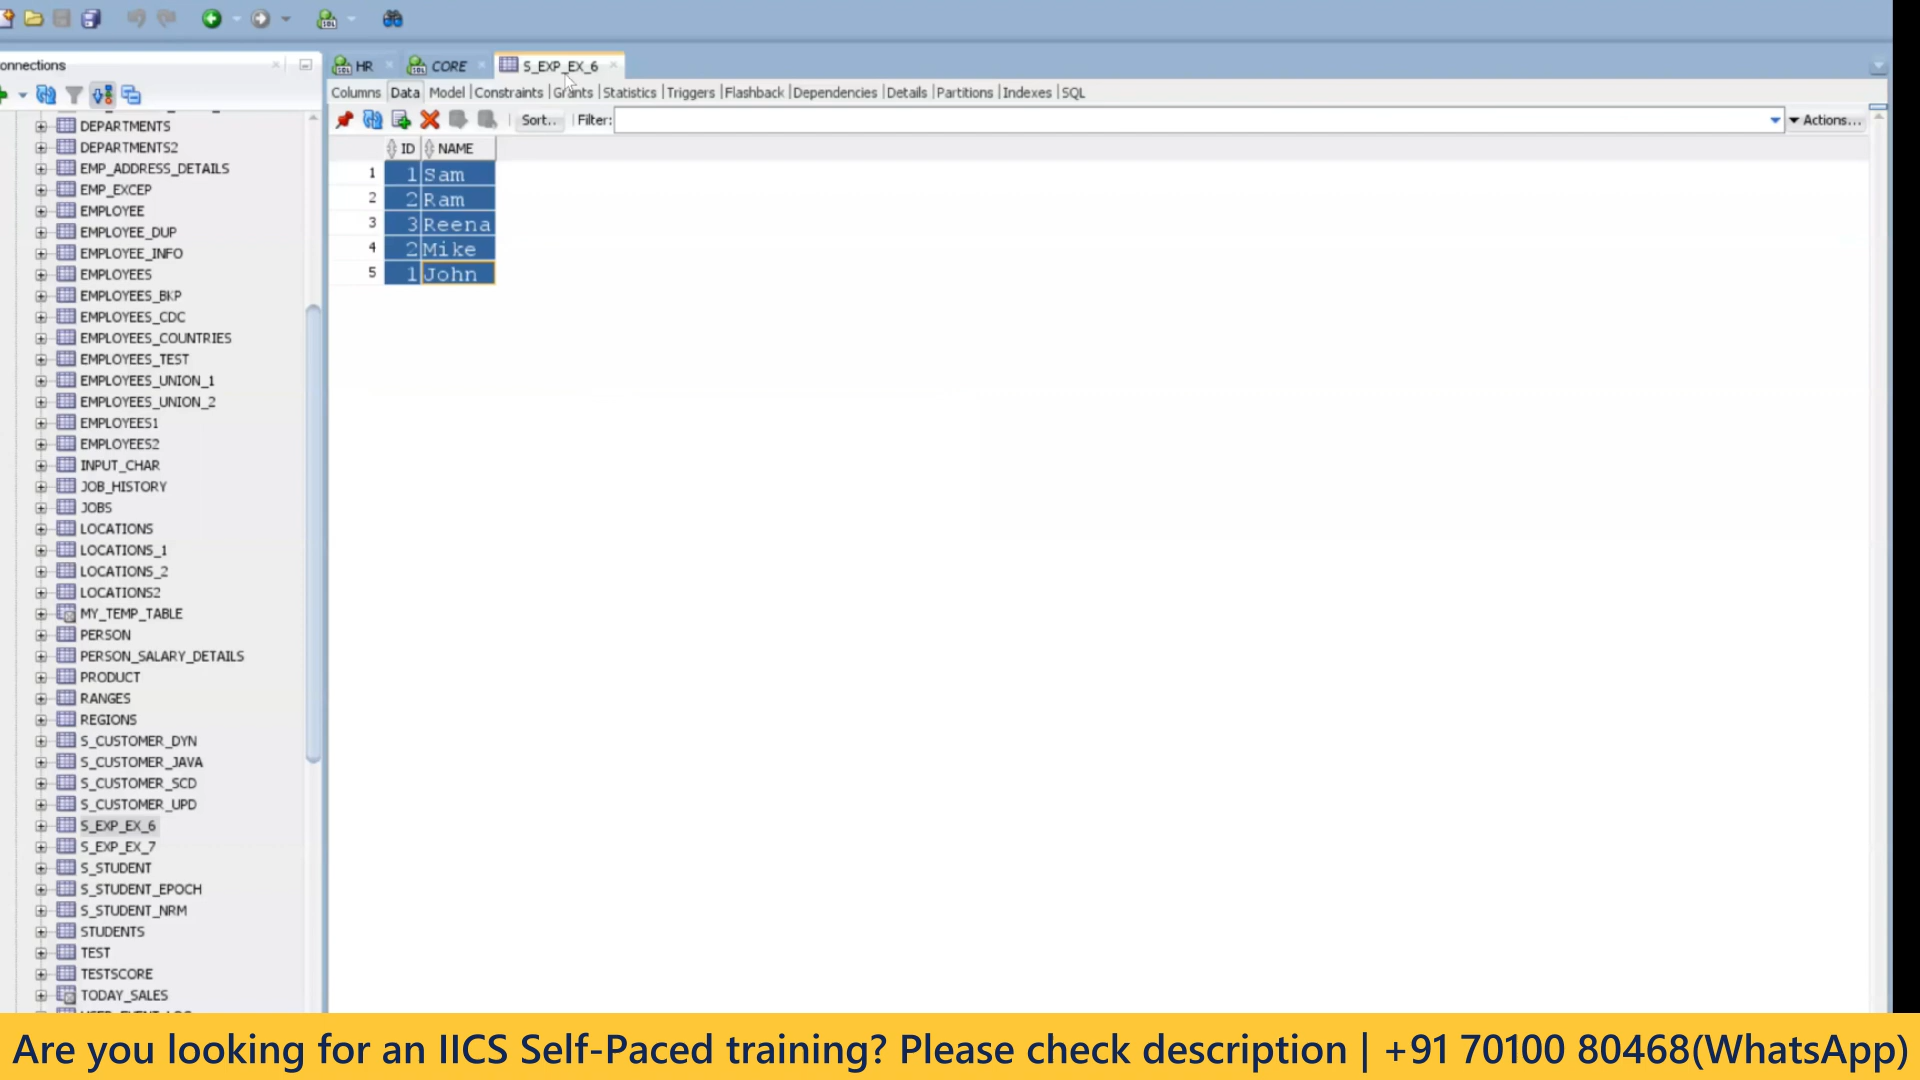 onnections
HR
CORE
S_EXP_EX_6
Columns Data Model Constraints Grants Statistics Triggers Flashback Dependencies Details Partitions Indexes SQL
Sort.. Filter: Actions...
ID NAME
1 1 Sam
2 2 Ram
3 3 Reena
4 2 Mike
5 1 John
DEPARTMENTS
DEPARTMENTS2
EMP_ADDRESS_DETAILS
EMP_EXCEP
EMPLOYEE
EMPLOYEE_DUP
EMPLOYEE_INFO
EMPLOYEES
EMPLOYEES_BKP
EMPLOYEES_CDC
EMPLOYEES_COUNTRIES
EMPLOYEES_TEST
EMPLOYEES_UNION_1
EMPLOYEES_UNION_2
EMPLOYEES1
EMPLOYEES2
INPUT_CHAR
JOB_HISTORY
JOBS
LOCATIONS
LOCATIONS_1
LOCATIONS_2
LOCATIONS2
MY_TEMP_TABLE
PERSON
PERSON_SALARY_DETAILS
PRODUCT
RANGES
REGIONS
S_CUSTOMER_DYN
S_CUSTOMER_JAVA
S_CUSTOMER_SCD
S_CUSTOMER_UPD
S_EXP_EX_6
S_EXP_EX_7
S_STUDENT
S_STUDENT_EPOCH
S_STUDENT_NRM
STUDENTS
TEST
TESTSCORE
TODAY_SALES
Are you looking for an IICS Self-Paced training? Please check description | +91 70100 80468(WhatsApp)